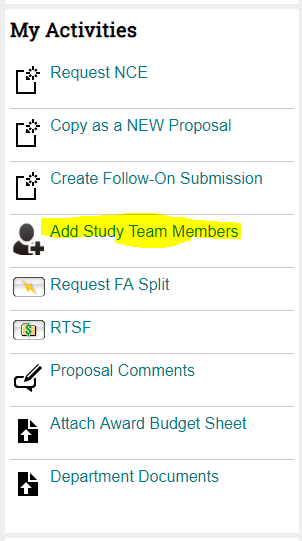 My Activities
Request NCE
Copy as a NEW Proposal
Create Follow-On Submission
Add Study Team Members
Request FA Split
RTSF
Proposal Comments
Attach Award Budget Sheet
Department Documents